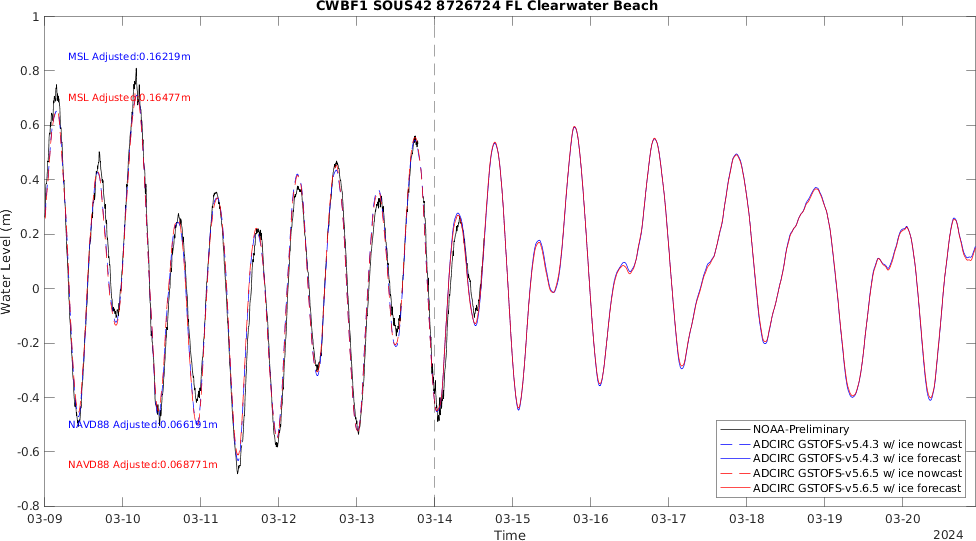 CWBF1 SOUS42 8726724 FL Clearwater Beach
MSL Adjusted:0.16219m
MSL Adjusted:0.16477m
NAVD88 Adjusted:0.066191m
NAVD88 Adjusted:0.068771m
Water Level (m)
1
0.8
0.6
0.4
0.2
0
-0.2
-0.4
-0.6
-0.8
NOAA-Preliminary
ADCIRC GSTOFS-v5.4.3 w/ ice nowcast
ADCIRC GSTOFS-v5.4.3 w/ ice forecast
ADCIRC GSTOFS-v5.6.5 w/ ice nowcast
ADCIRC GSTOFS-v5.6.5 w/ ice forecast
03-09 03-10 03-11 03-12 03-13 03-14 03-15 03-16 03-17 03-18 03-19 03-20
Time
2024